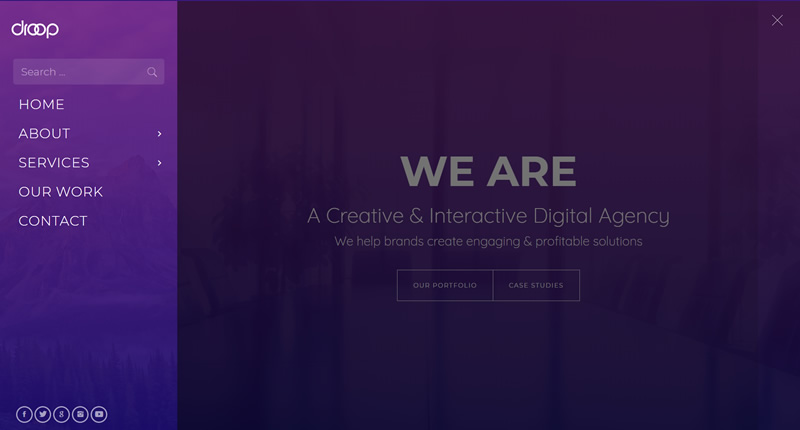 droop
Search ...
HOME
ABOUT
SERVICES
OUR WORK
CONTACT
WE ARE
A Creative & Interactive Digital Agency
We help brands create engaging & profitable solutions
OUR PORTFOLIO
CASE STUDIES